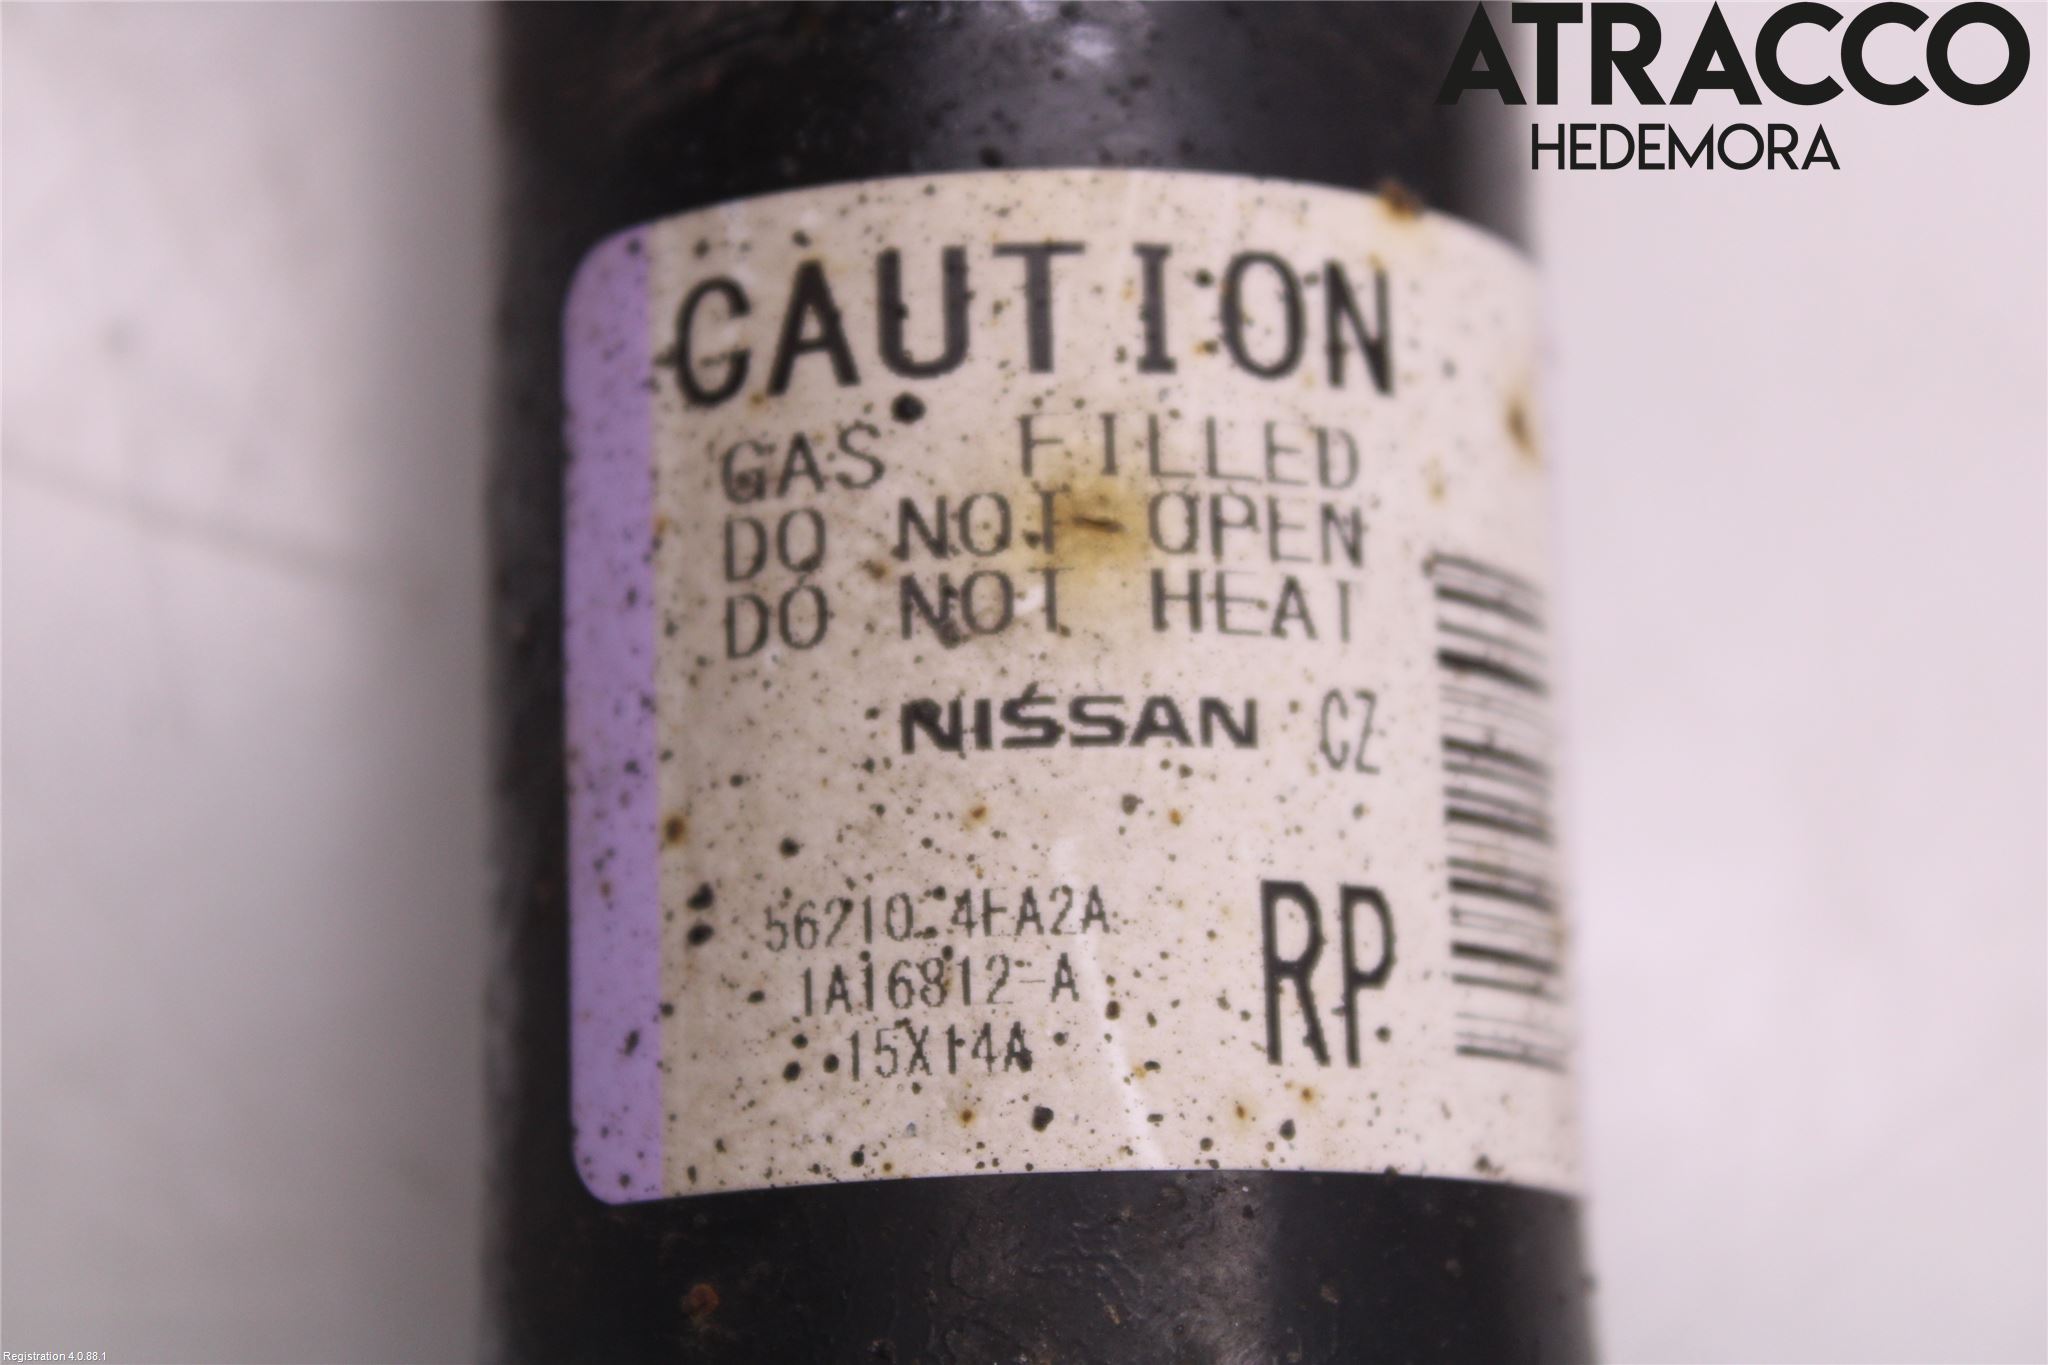 ATRACCO
HEDEMORA
CAUTION
GAS FILLED
DO NOT OPEN
DO NOT HEAT
NISSAN CZ
56210-4EA2A
1A16812-A
15X14A
RP
Registration 4.0.88.1